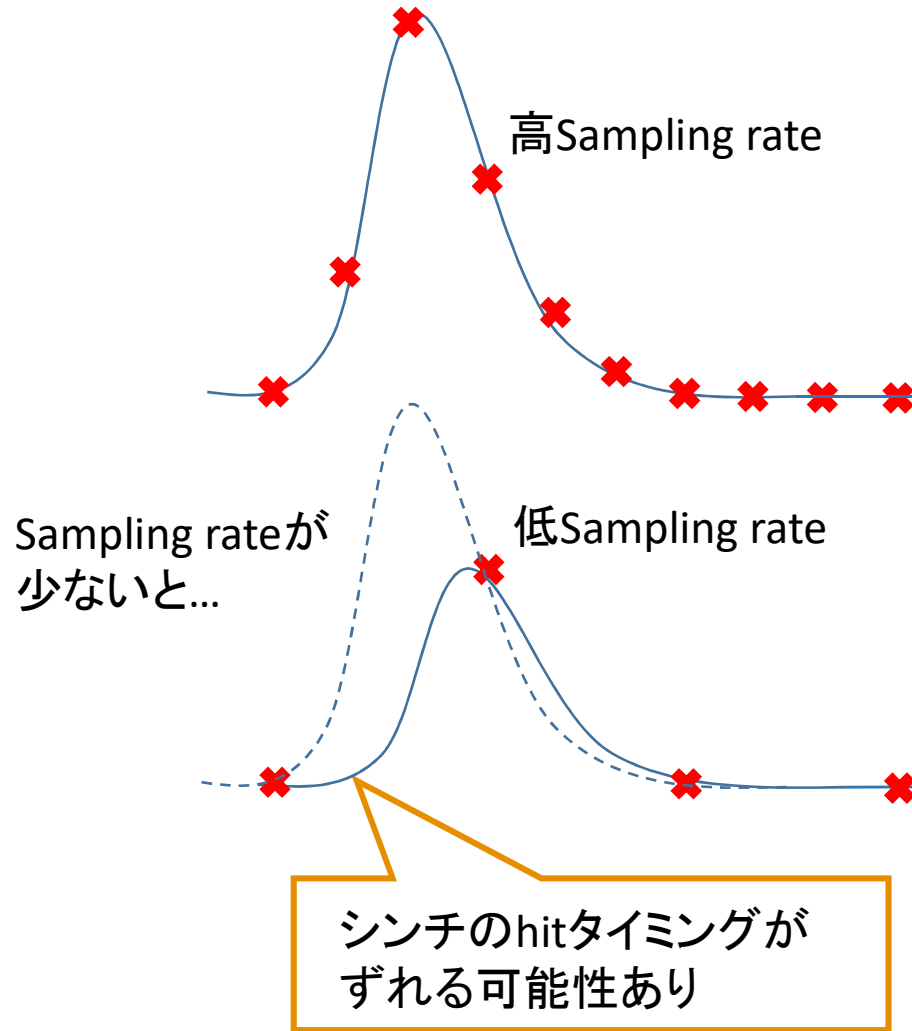 高Sampling rate
Sampling rateが
少ないと…
低Sampling rate
シンチのhitタイミングが
ずれる可能性あり